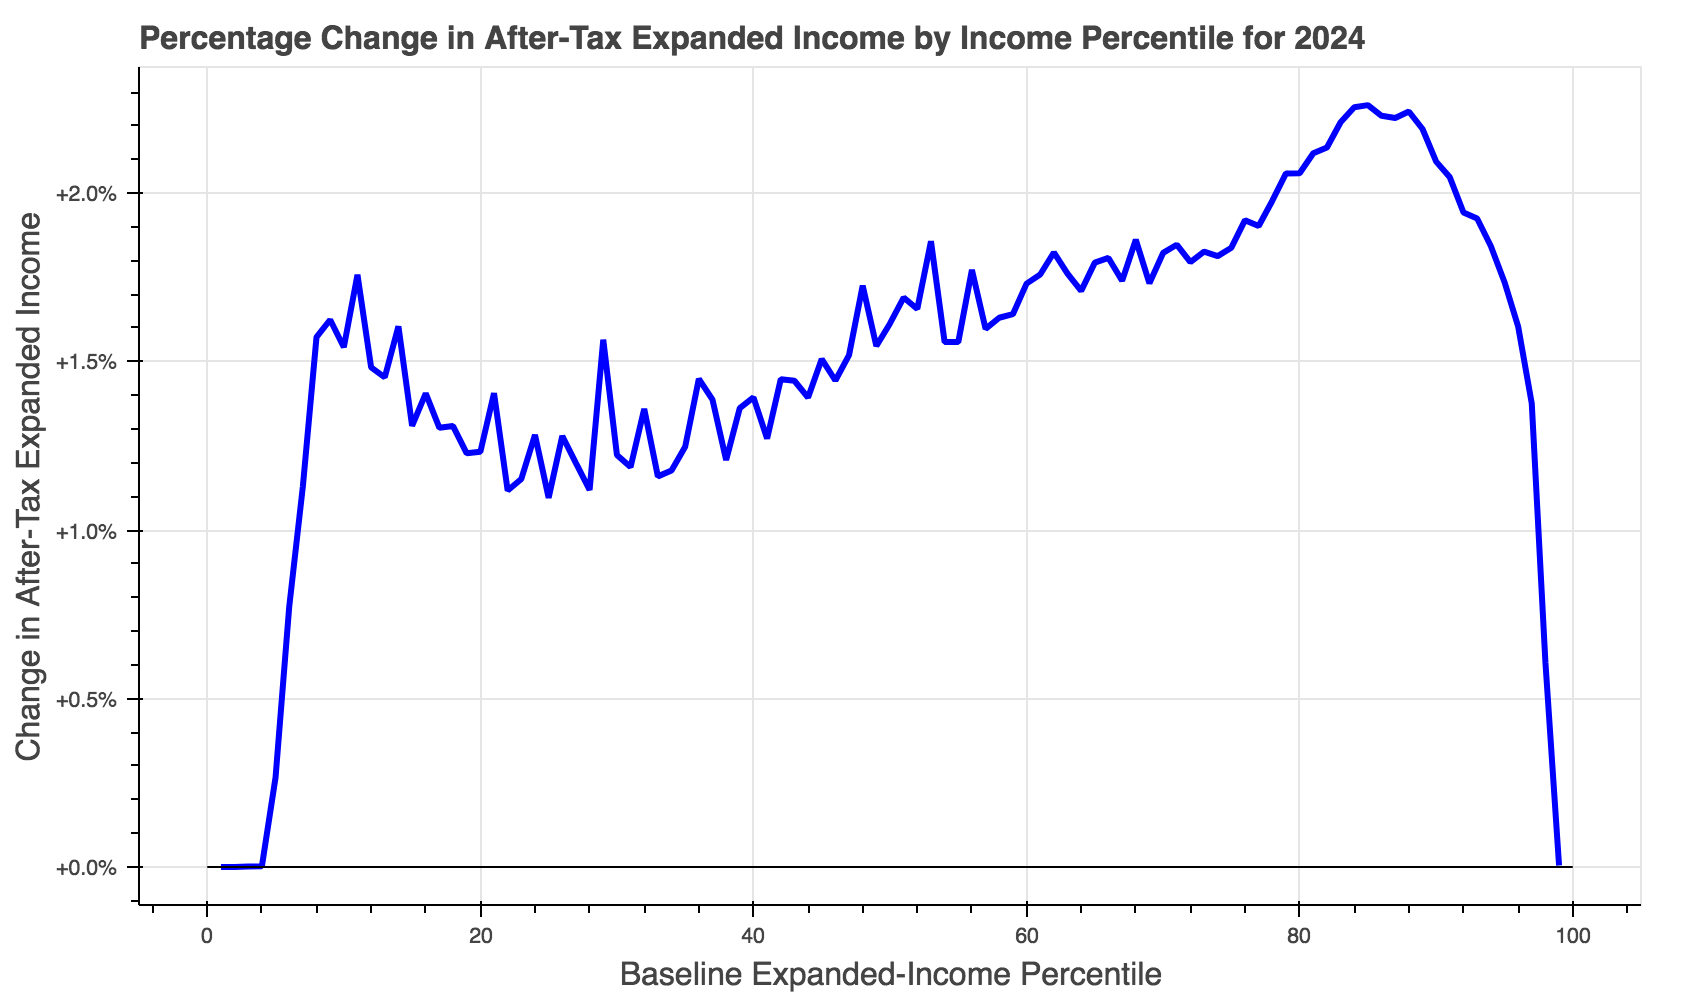 Percentage Change in After-Tax Expanded Income by Income Percentile for 2024
Change in After-Tax Expanded Income
+2.0%
+1.5%
+1.0%
+0.5%
+0.0%
0 20 40 60 80 100
Baseline Expanded-Income Percentile